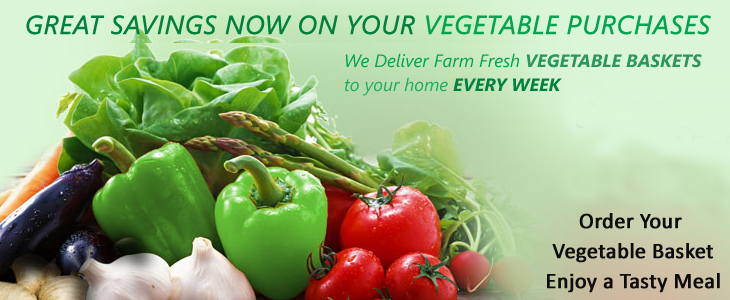 GREAT SAVINGS NOW ON YOUR VEGETABLE PURCHASES
We Deliver Farm Fresh VEGETABLE BASKETS
to your home EVERY WEEK
Order Your
Vegetable Basket
Enjoy a Tasty Meal